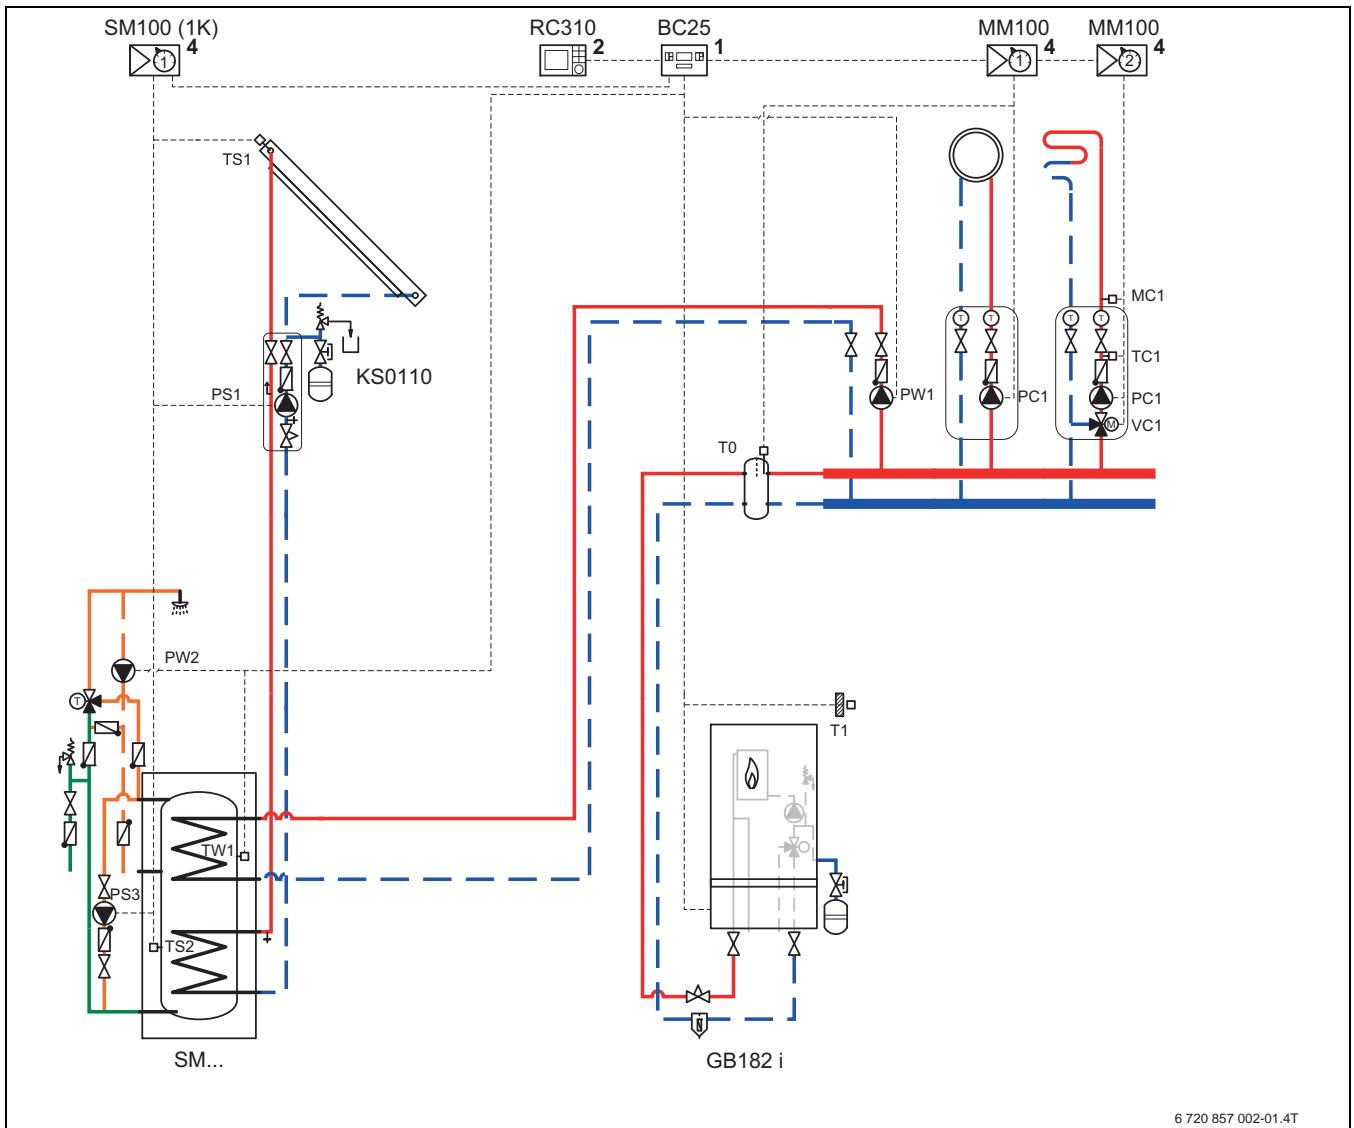 SM100 (1K) RC310 BC25 MM100 MM100
4 2 1 4 4
1 1 2
TS1
MC1
T T T T
TC1
KS0110
PS1 PW1 PC1 PC1
M VC1
T0
PW2
T
T1
TW1
PS3
TS2
SM... GB182 i
6 720 857 002-01.4T